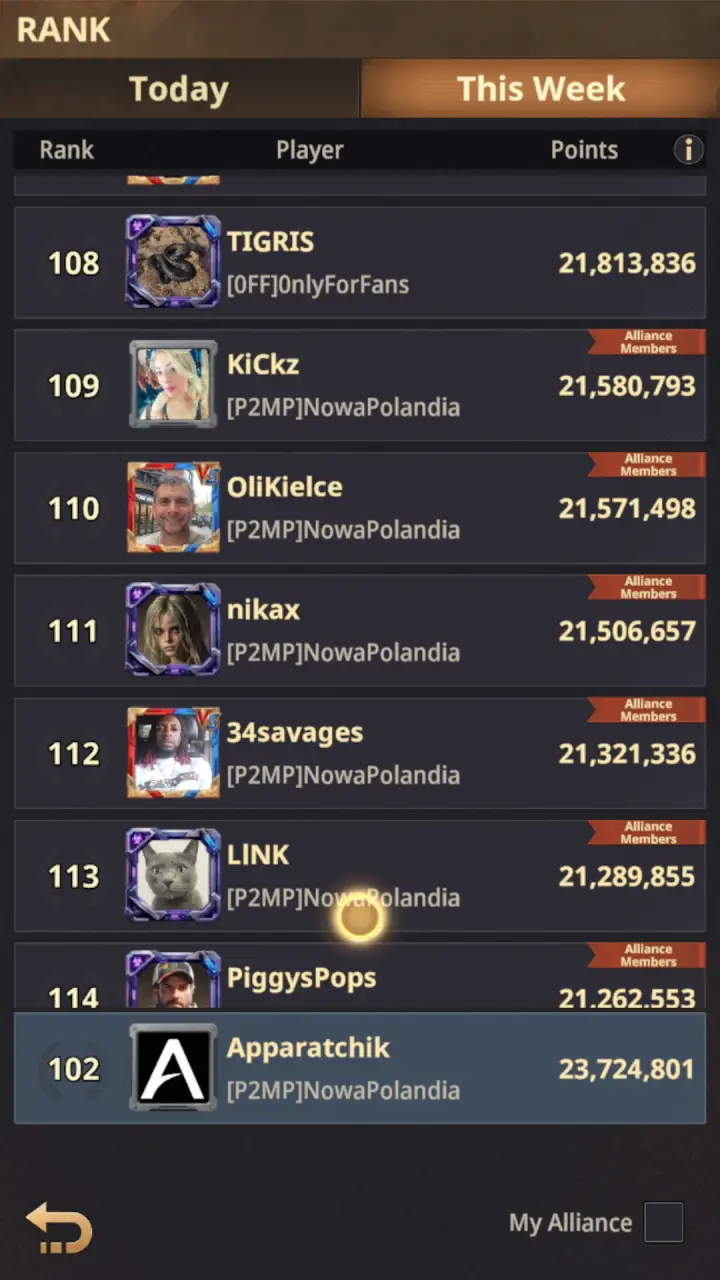 RANK
Today
This Week
Rank
Player
Points
108
TIGRIS
[0FF]0nlyForFans
21,813,836
109
KiCkz
[P2MP]NowaPolandia
Alliance
Members
21,580,793
110
OliKielce
[P2MP]NowaPolandia
Alliance
Members
21,571,498
111
nikax
[P2MP]NowaPolandia
Alliance
Members
21,506,657
112
34savages
[P2MP]NowaPolandia
Alliance
Members
21,321,336
113
LINK
[P2MP]NowaPolandia
Alliance
Members
21,289,855
114
PiggysPops
Alliance
Members
21,262,553
102
Apparatchik
[P2MP]NowaPolandia
23,724,801
My Alliance